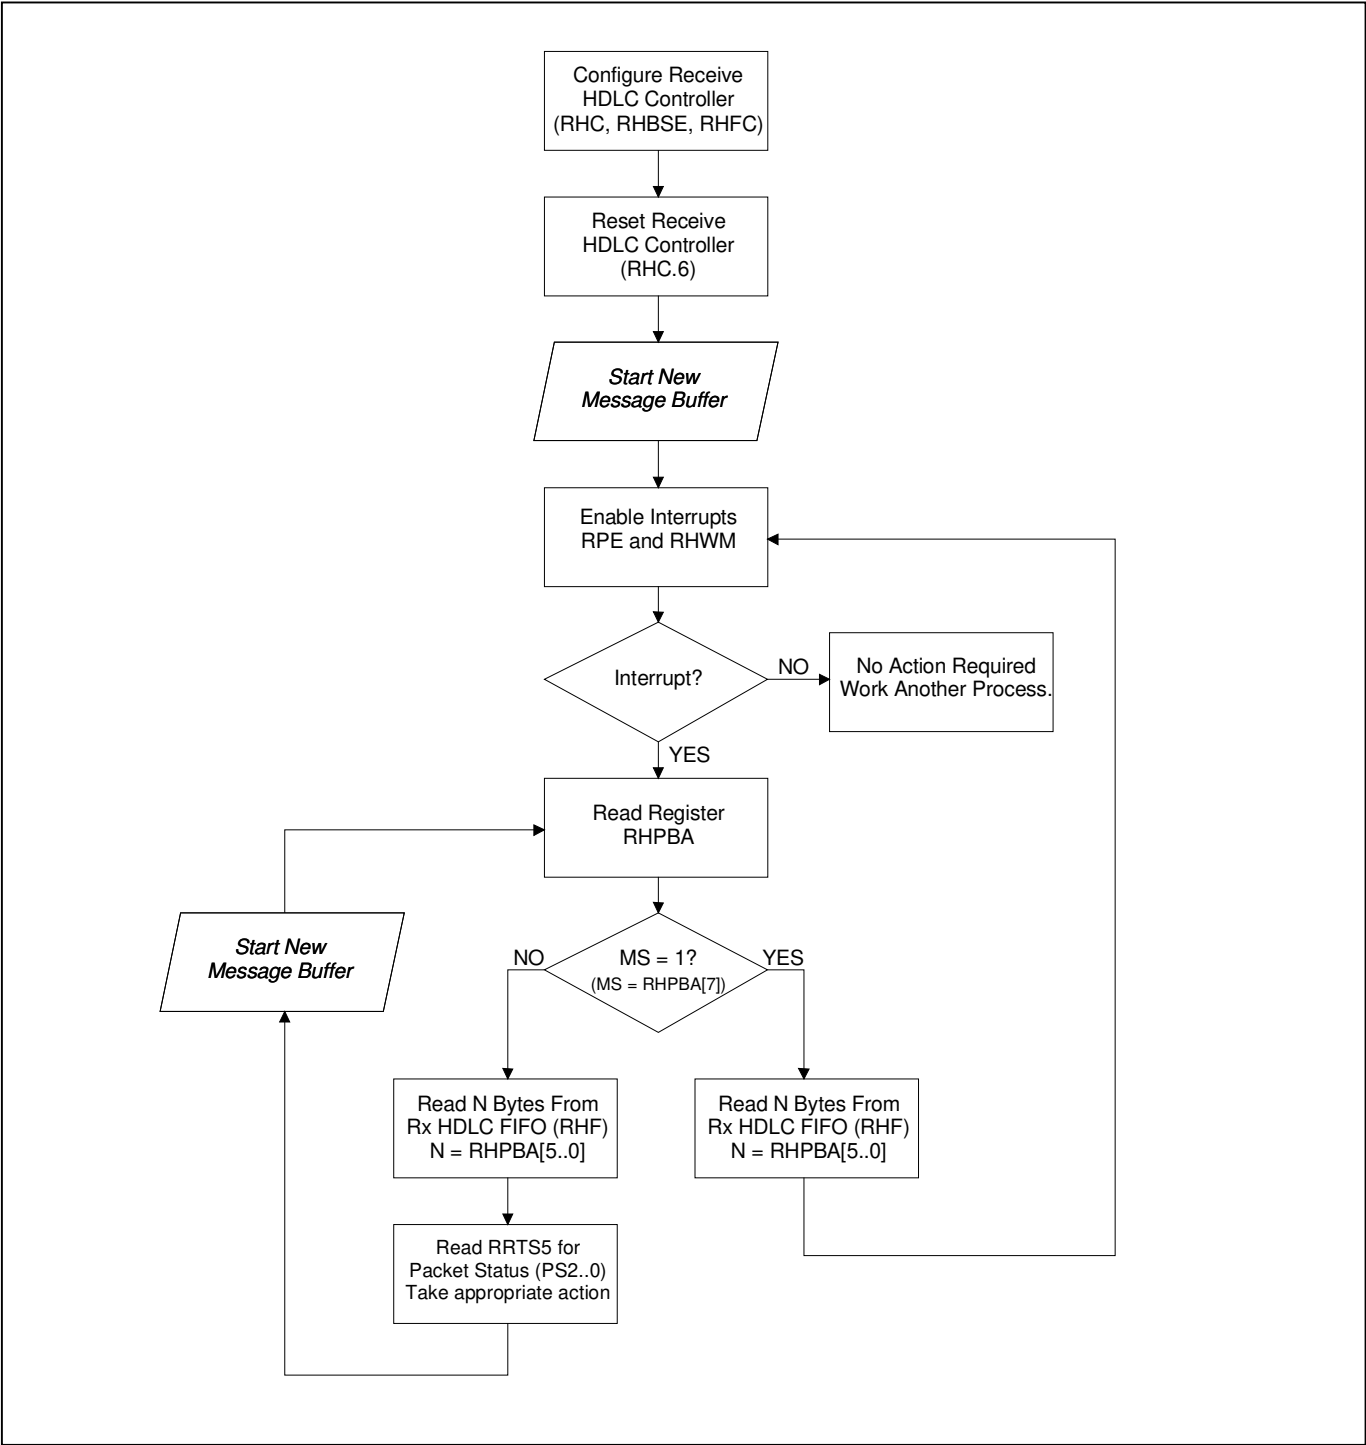 Configure Receive
HDLC Controller
(RHC, RHBSE, RHFC)
Reset Receive
HDLC Controller
(RHC.6)
Start New
Message Buffer
Enable Interrupts
RPE and RHWM
Interrupt?
NO
No Action Required
Work Another Process.
YES
Read Register
RHPBA
Start New
Message Buffer
NO
MS = 1?
(MS = RHPBA[7])
YES
Read N Bytes From
Rx HDLC FIFO (RHF)
N = RHPBA[5..0]
Read N Bytes From
Rx HDLC FIFO (RHF)
N = RHPBA[5..0]
Read RRTS5 for
Packet Status (PS2..0)
Take appropriate action